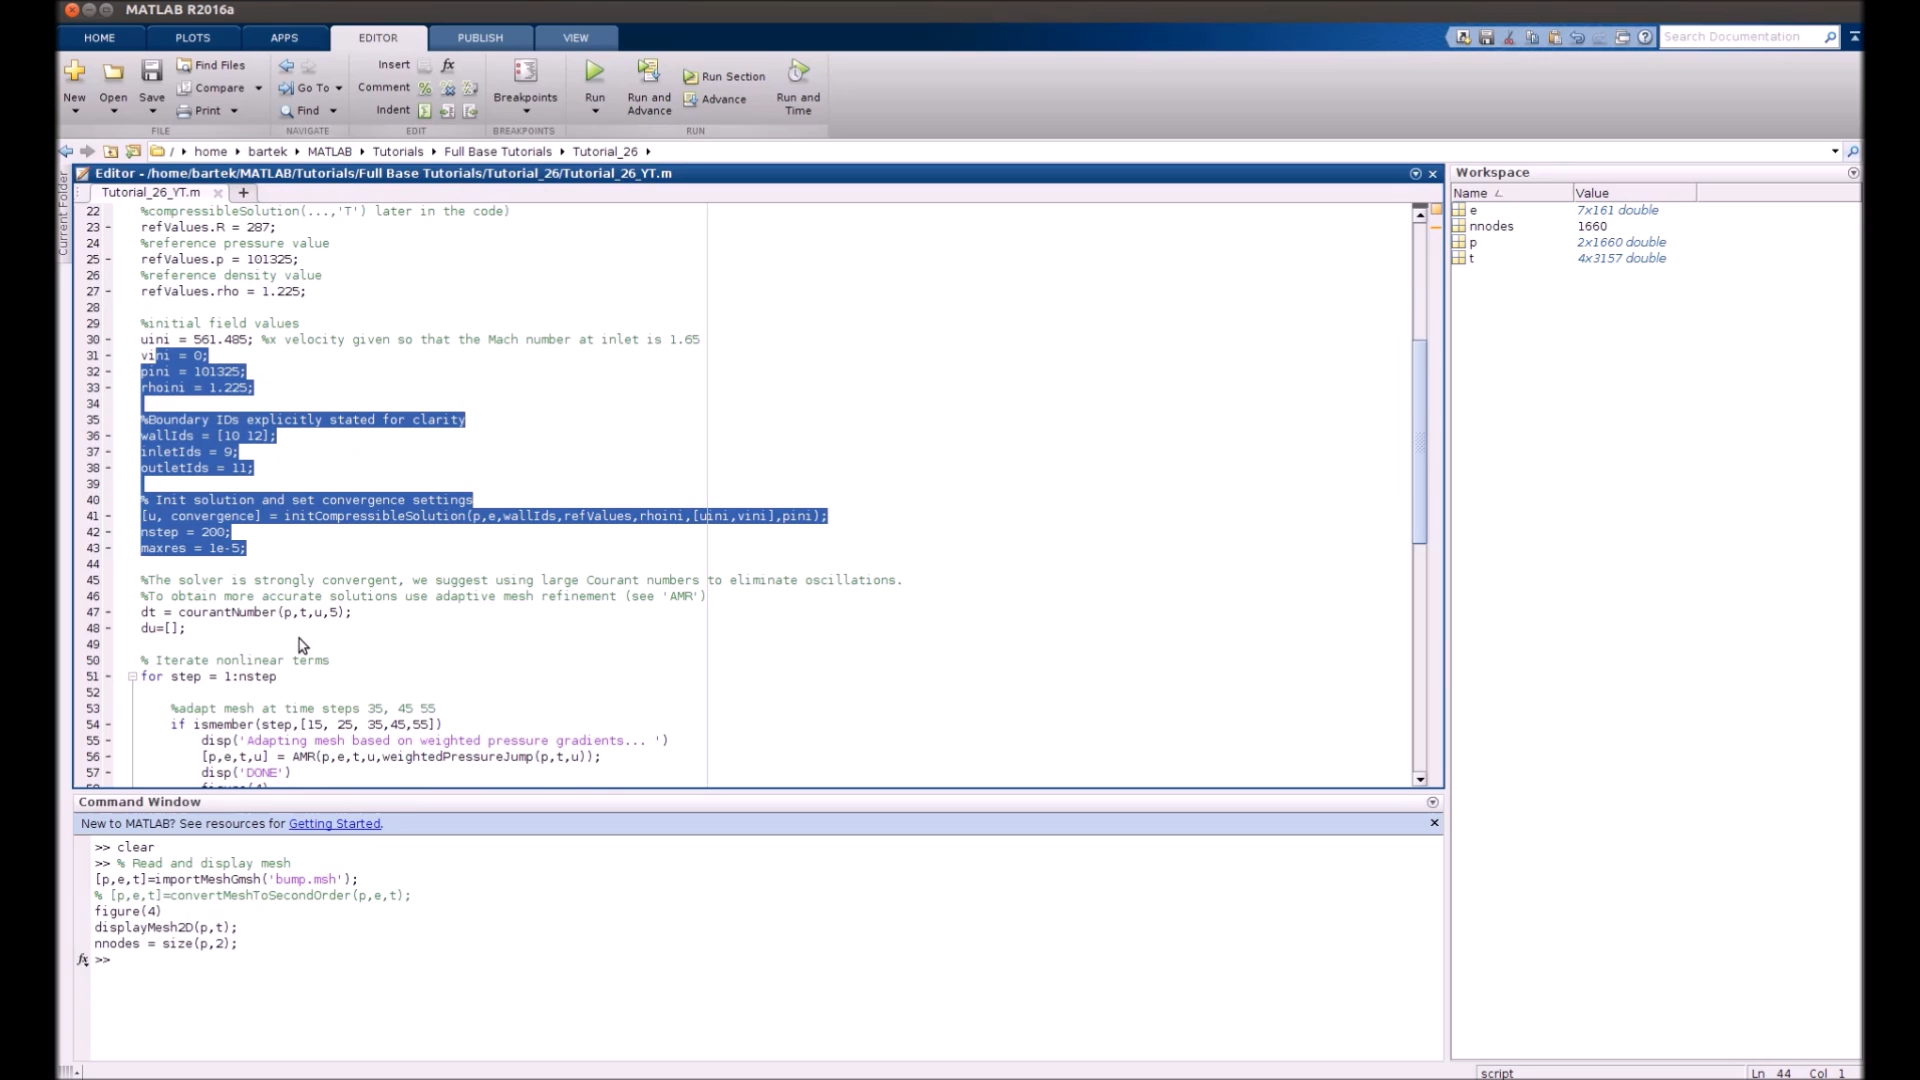 MATLAB R2016a
HOME PLOTS APPS EDITOR PUBLISH VIEW
Search Documentation
New Open Save Find Files Compare Print
Go To Find
Insert fx Comment Indent
Breakpoints
Run Run and Advance Run Section Advance Run and Time
FILE NAVIGATE EDIT BREAKPOINTS RUN
/ home bartek MATLAB Tutorials Full Base Tutorials Tutorial_26
Current Folder
Editor - /home/bartek/MATLAB/Tutorials/Full Base Tutorials/Tutorial_26/Tutorial_26_YT.m
Tutorial_26_YT.m
22 %compressibleSolution(...,'T') later in the code)
23 - refValues.R = 287;
24 %reference pressure value
25 - refValues.p = 101325;
26 %reference density value
27 - refValues.rho = 1.225;
28
29 %initial field values
30 - uini = 561.485; %x velocity given so that the Mach number at inlet is 1.65
31 - vini = 0;
32 - pini = 101325;
33 - rhoini = 1.225;
34
35 %Boundary IDs explicitly stated for clarity
36 - wallIds = [10 12];
37 - inletIds = 9;
38 - outletIds = 11;
39
40 % Init solution and set convergence settings
41 - [u, convergence] = initCompressibleSolution(p,e,wallIds,refValues,rhoini,[uini,vini],pini);
42 - nstep = 200;
43 - maxres = 1e-5;
44
45 %The solver is strongly convergent, we suggest using large Courant numbers to eliminate oscillations.
46 %To obtain more accurate solutions use adaptive mesh refinement (see 'AMR')
47 - dt = courantNumber(p,t,u,5);
48 - du=[];
49
50 % Iterate nonlinear terms
51 - for step = 1:nstep
52
53 %adapt mesh at time steps 35, 45 55
54 - if ismember(step,[15, 25, 35,45,55])
55 - disp('Adapting mesh based on weighted pressure gradients... ')
56 - [p,e,t,u] = AMR(p,e,t,u,weightedPressureJump(p,t,u));
57 - disp('DONE')
Workspace
Name Value
e 7x161 double
nnodes 1660
p 2x1660 double
t 4x3157 double
Command Window
New to MATLAB? See resources for Getting Started.
>> clear
>> % Read and display mesh
[p,e,t]=importMeshGmsh('bump.msh');
% [p,e,t]=convertMeshToSecondOrder(p,e,t);
figure(4)
displayMesh2D(p,t);
nnodes = size(p,2);
fx >>
script Ln 44 Col 1